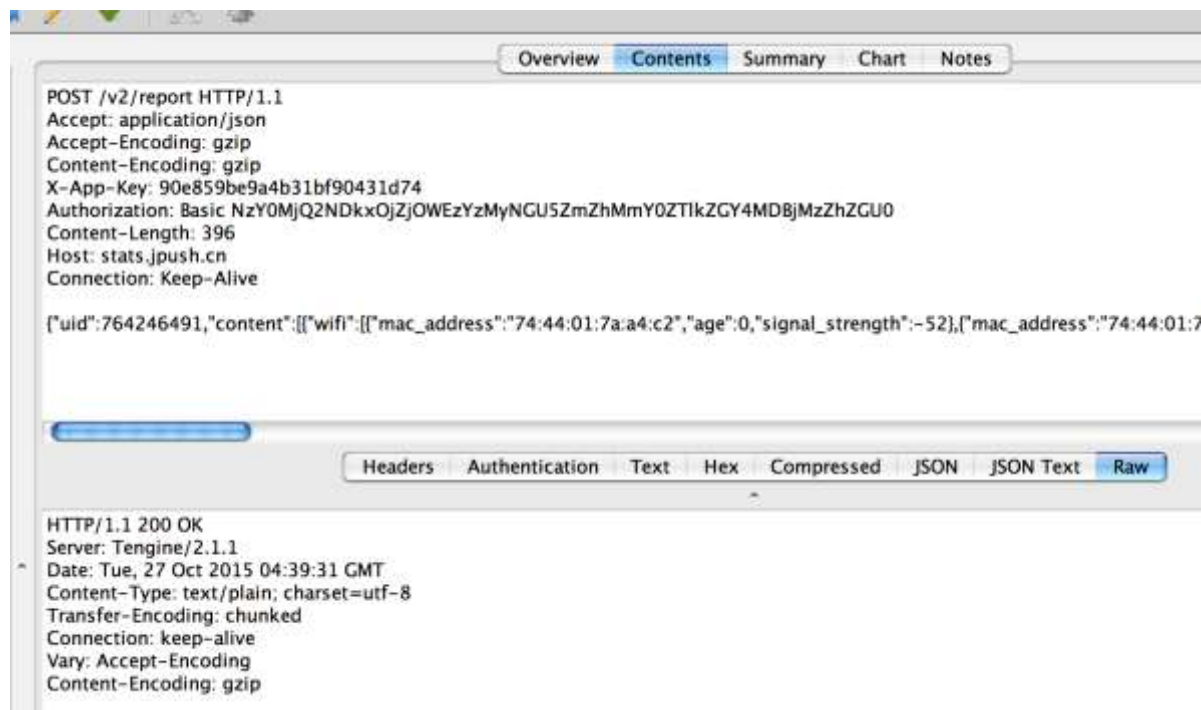 Overview Contents Summary Chart Notes
POST /v2/report HTTP/1.1
Accept: application/json
Accept-Encoding: gzip
Content-Encoding: gzip
X-App-Key: 90e859be9a4b31bf90431d74
Authorization: Basic NzY0MjQ2NDkxOjZjOWEzYzMyNGU5ZmZhMmY0ZTlkZGY4MDBjMzZhZGU0
Content-Length: 396
Host: stats.jpush.cn
Connection: Keep-Alive
{"uid":764246491,"content":[{"wifi":[{"mac_address":"74:44:01:7a:a4:c2","age":0,"signal_strength":-52},{"mac_address":"74:44:01:7
Headers Authentication Text Hex Compressed JSON JSON Text Raw
HTTP/1.1 200 OK
Server: Tengine/2.1.1
Date: Tue, 27 Oct 2015 04:39:31 GMT
Content-Type: text/plain; charset=utf-8
Transfer-Encoding: chunked
Connection: keep-alive
Vary: Accept-Encoding
Content-Encoding: gzip